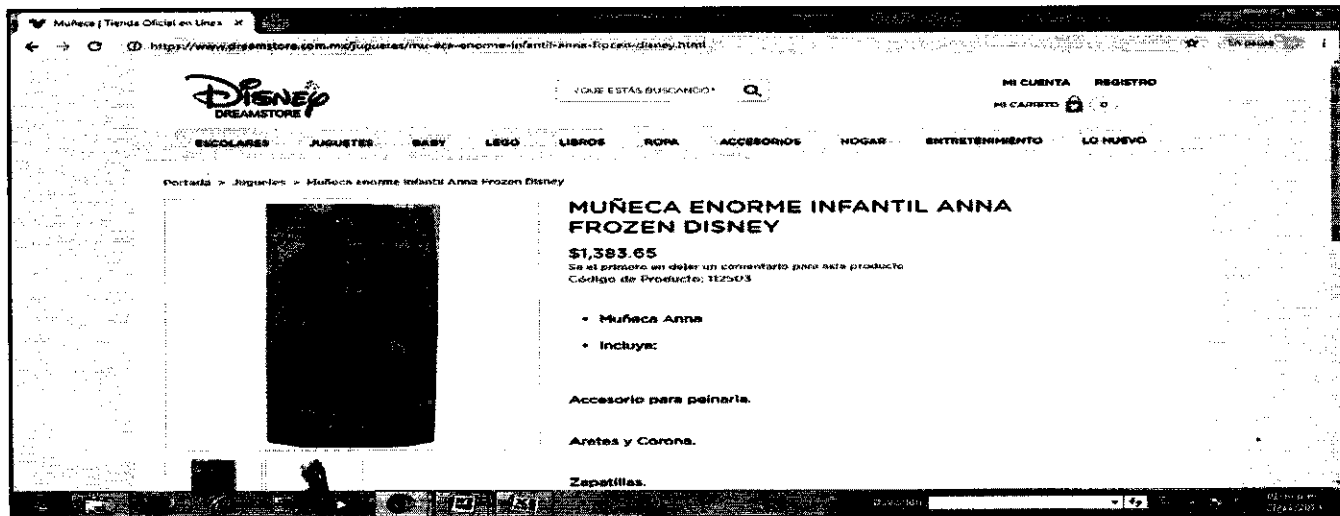 Muñeca | Tienda Oficial en Línea
https://www.dreamstore.com.mx/juguetes/mu-eca-enorme-infantil-anna-frozen-disney.html
En pausa
Disney
DREAMSTORE
¿QUE ESTÁS BUSCANDO?
MI CUENTA REGISTRO
MI CARRITO 0
ESCOLARES JUGUETES BABY LEGO LIBROS ROPA ACCESORIOS HOGAR ENTRETENIMIENTO LO NUEVO
Portada > Juguetes > Muñeca enorme infantil Anna Frozen Disney
MUÑECA ENORME INFANTIL ANNA
FROZEN DISNEY
$1,383.65
Se el primero en dejar un comentario para este producto
Código de Producto: 112503
• Muñeca Anna
• Incluye:
Accesorio para peinarla.
Aretes y Corona.
Zapatillas.
Dirección